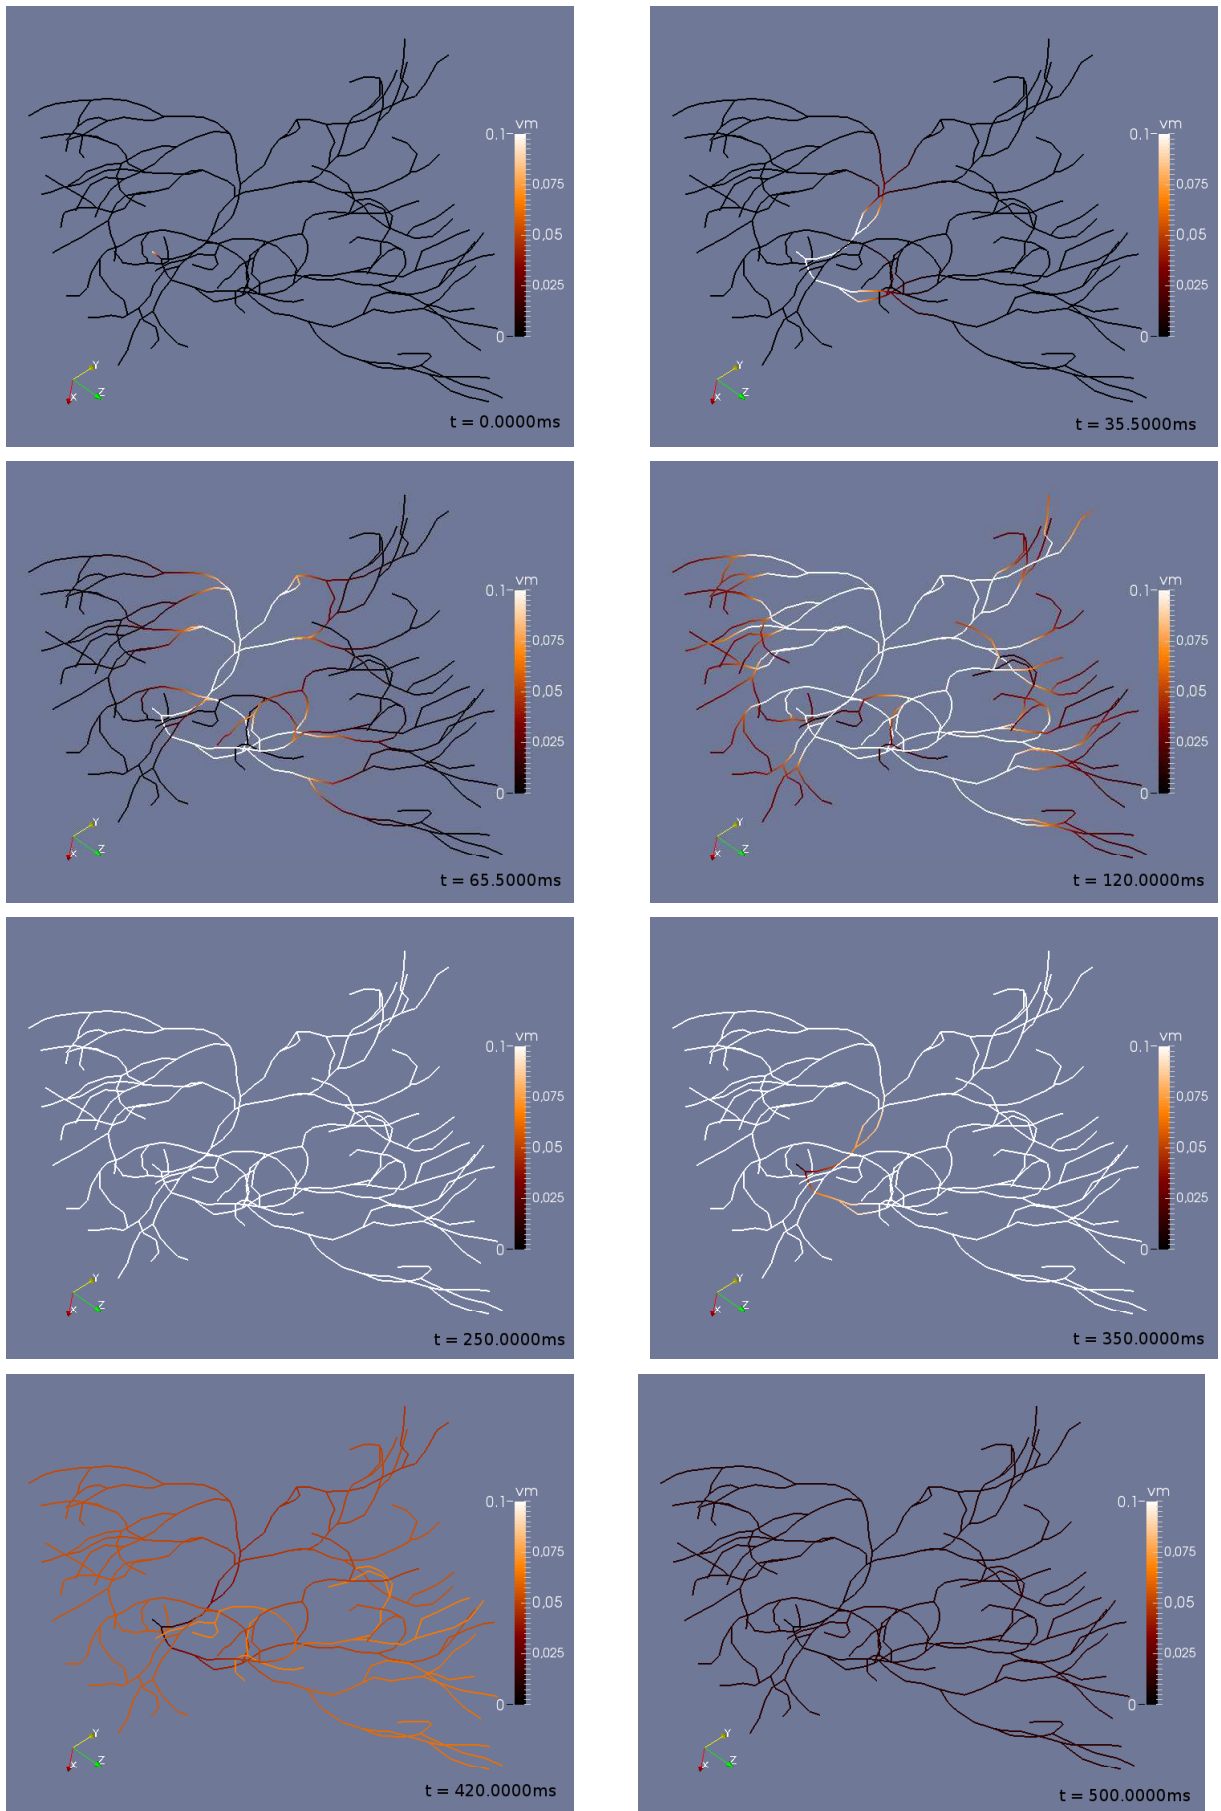 vm
0.1
0.075
0.05
0.025
0
Y
Z
X
t = 0.0000ms
vm
0.1
0.075
0.05
0.025
0
Y
Z
X
t = 35.5000ms
vm
0.1
0.075
0.05
0.025
0
Y
Z
X
t = 65.5000ms
vm
0.1
0.075
0.05
0.025
0
Y
Z
X
t = 120.0000ms
vm
0.1
0.075
0.05
0.025
0
Y
Z
X
t = 250.0000ms
vm
0.1
0.075
0.05
0.025
0
Y
Z
X
t = 350.0000ms
vm
0.1
0.075
0.05
0.025
0
Y
Z
X
t = 420.0000ms
vm
0.1
0.075
0.05
0.025
0
Y
Z
X
t = 500.0000ms